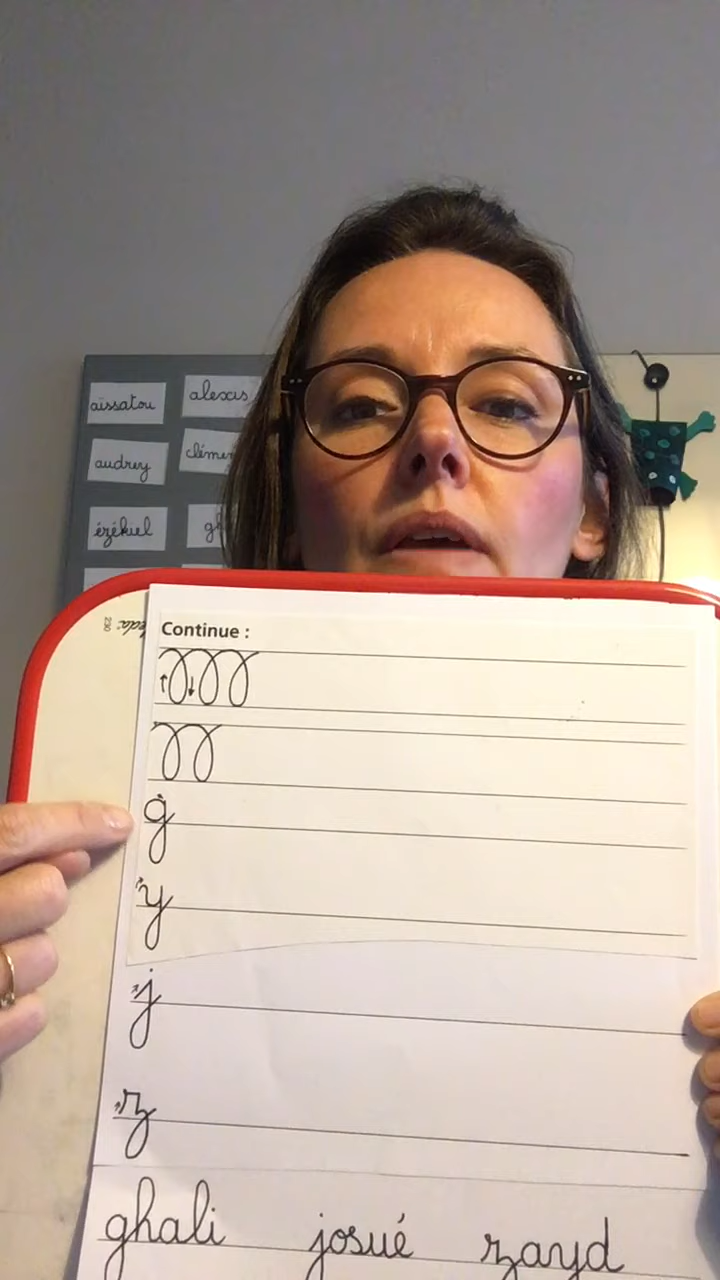 aïssatou alexis
audrey
ézékiel
Continue :
g
y
j
z
ghali josué zayd